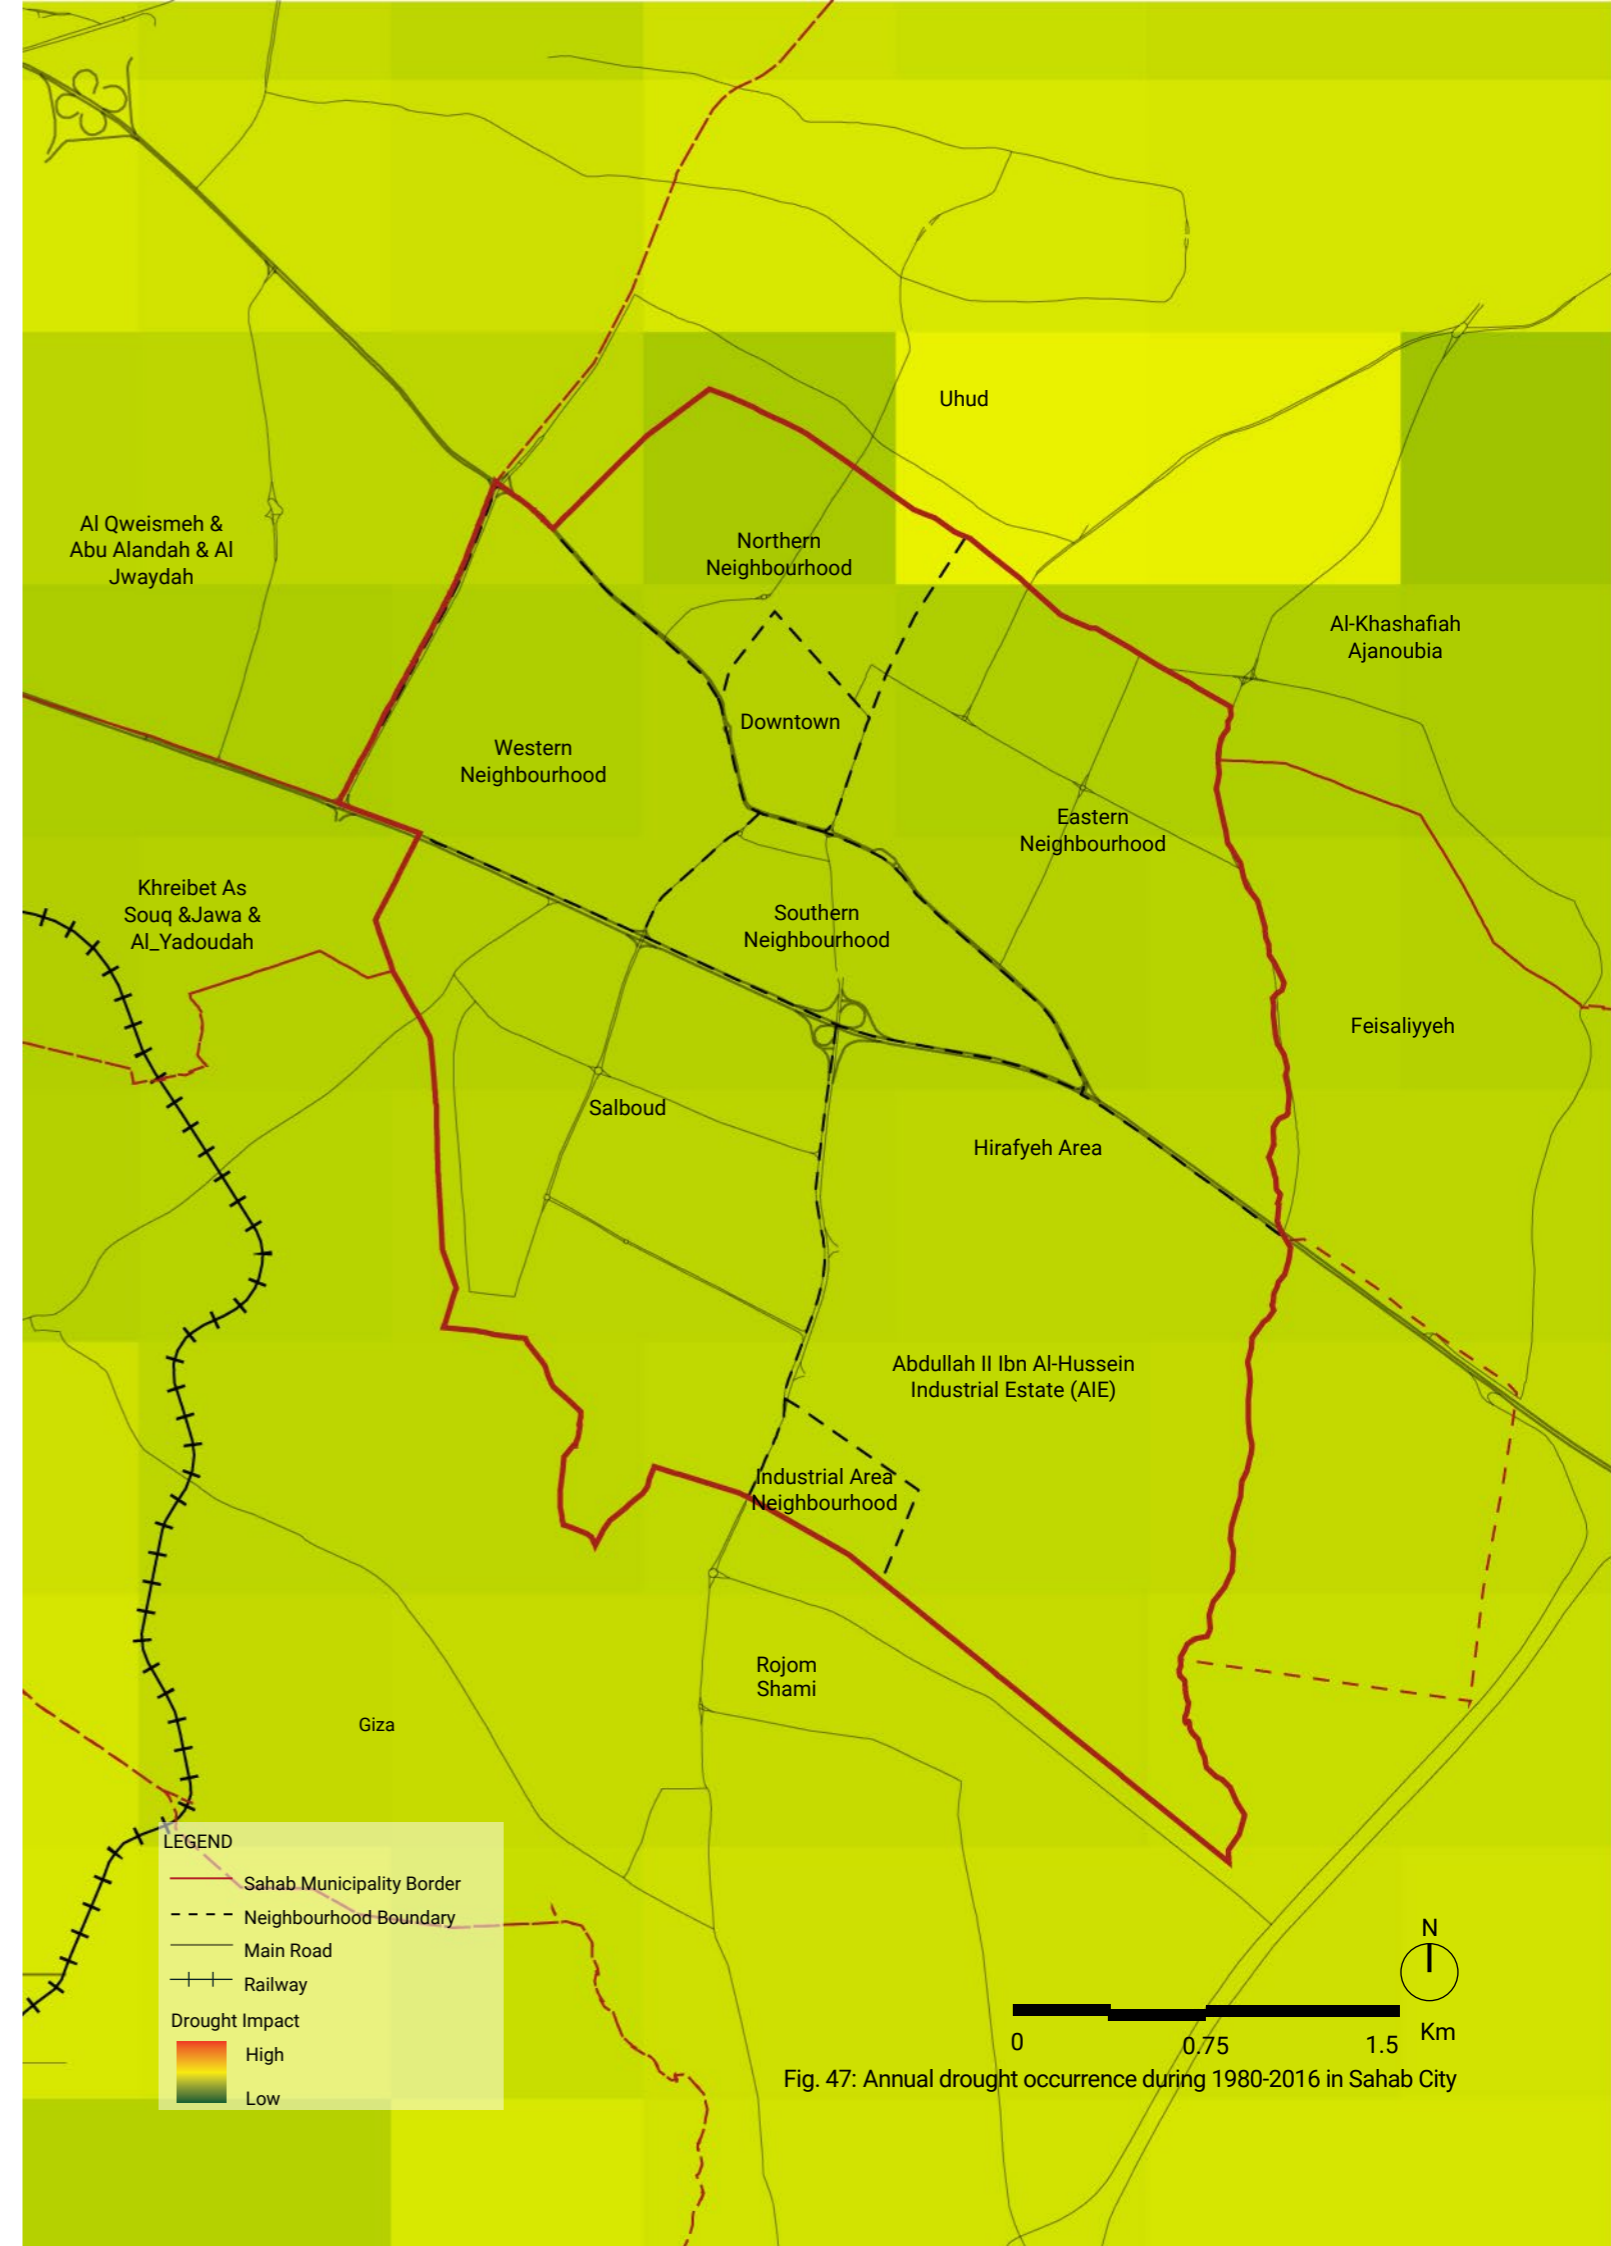 Uhud
Al Qweismeh &
Abu Alandah & Al
Jwaydah
Northern
Neighbourhood
Al-Khashafiah
Ajanoubia
Downtown
Western
Neighbourhood
Eastern
Neighbourhood
Khreibet As
Souq &Jawa &
Al_Yadoudah
Southern
Neighbourhood
Feisaliyyeh
Salboud
Hirafyeh Area
Abdullah II Ibn Al-Hussein
Industrial Estate (AIE)
Industrial Area
Neighbourhood
Rojom
Shami
Giza
LEGEND
Sahab Municipality Border
Neighbourhood Boundary
Main Road
Railway
Drought Impact
High
Low
N
0 0.75 1.5 Km
Fig. 47: Annual drought occurrence during 1980-2016 in Sahab City